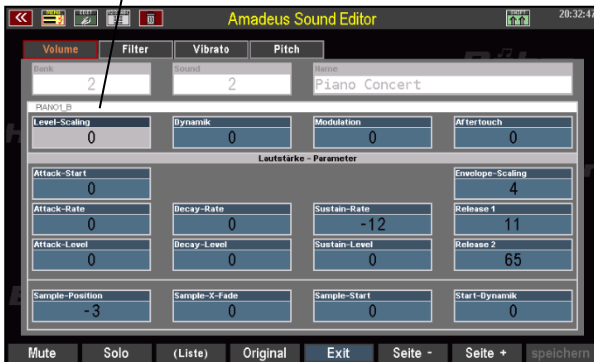 Amadeus Sound Editor 20:32:47
Volume Filter Vibrato Pitch
Bank Sound Name
2 2 Piano Concert
PIANO1_B
Level-Scaling Dynamik Modulation Aftertouch
0 0 0 0
Lautstärke - Parameter
Attack-Start Envelope-Scaling
0 4
Attack-Rate Decay-Rate Sustain-Rate Release 1
0 0 -12 11
Attack-Level Decay-Level Sustain-Level Release 2
0 0 0 65
Sample-Position Sample-X-Fade Sample-Start Start-Dynamik
-3 0 0 0
Mute Solo (Liste) Original Exit Seite - Seite + speichern